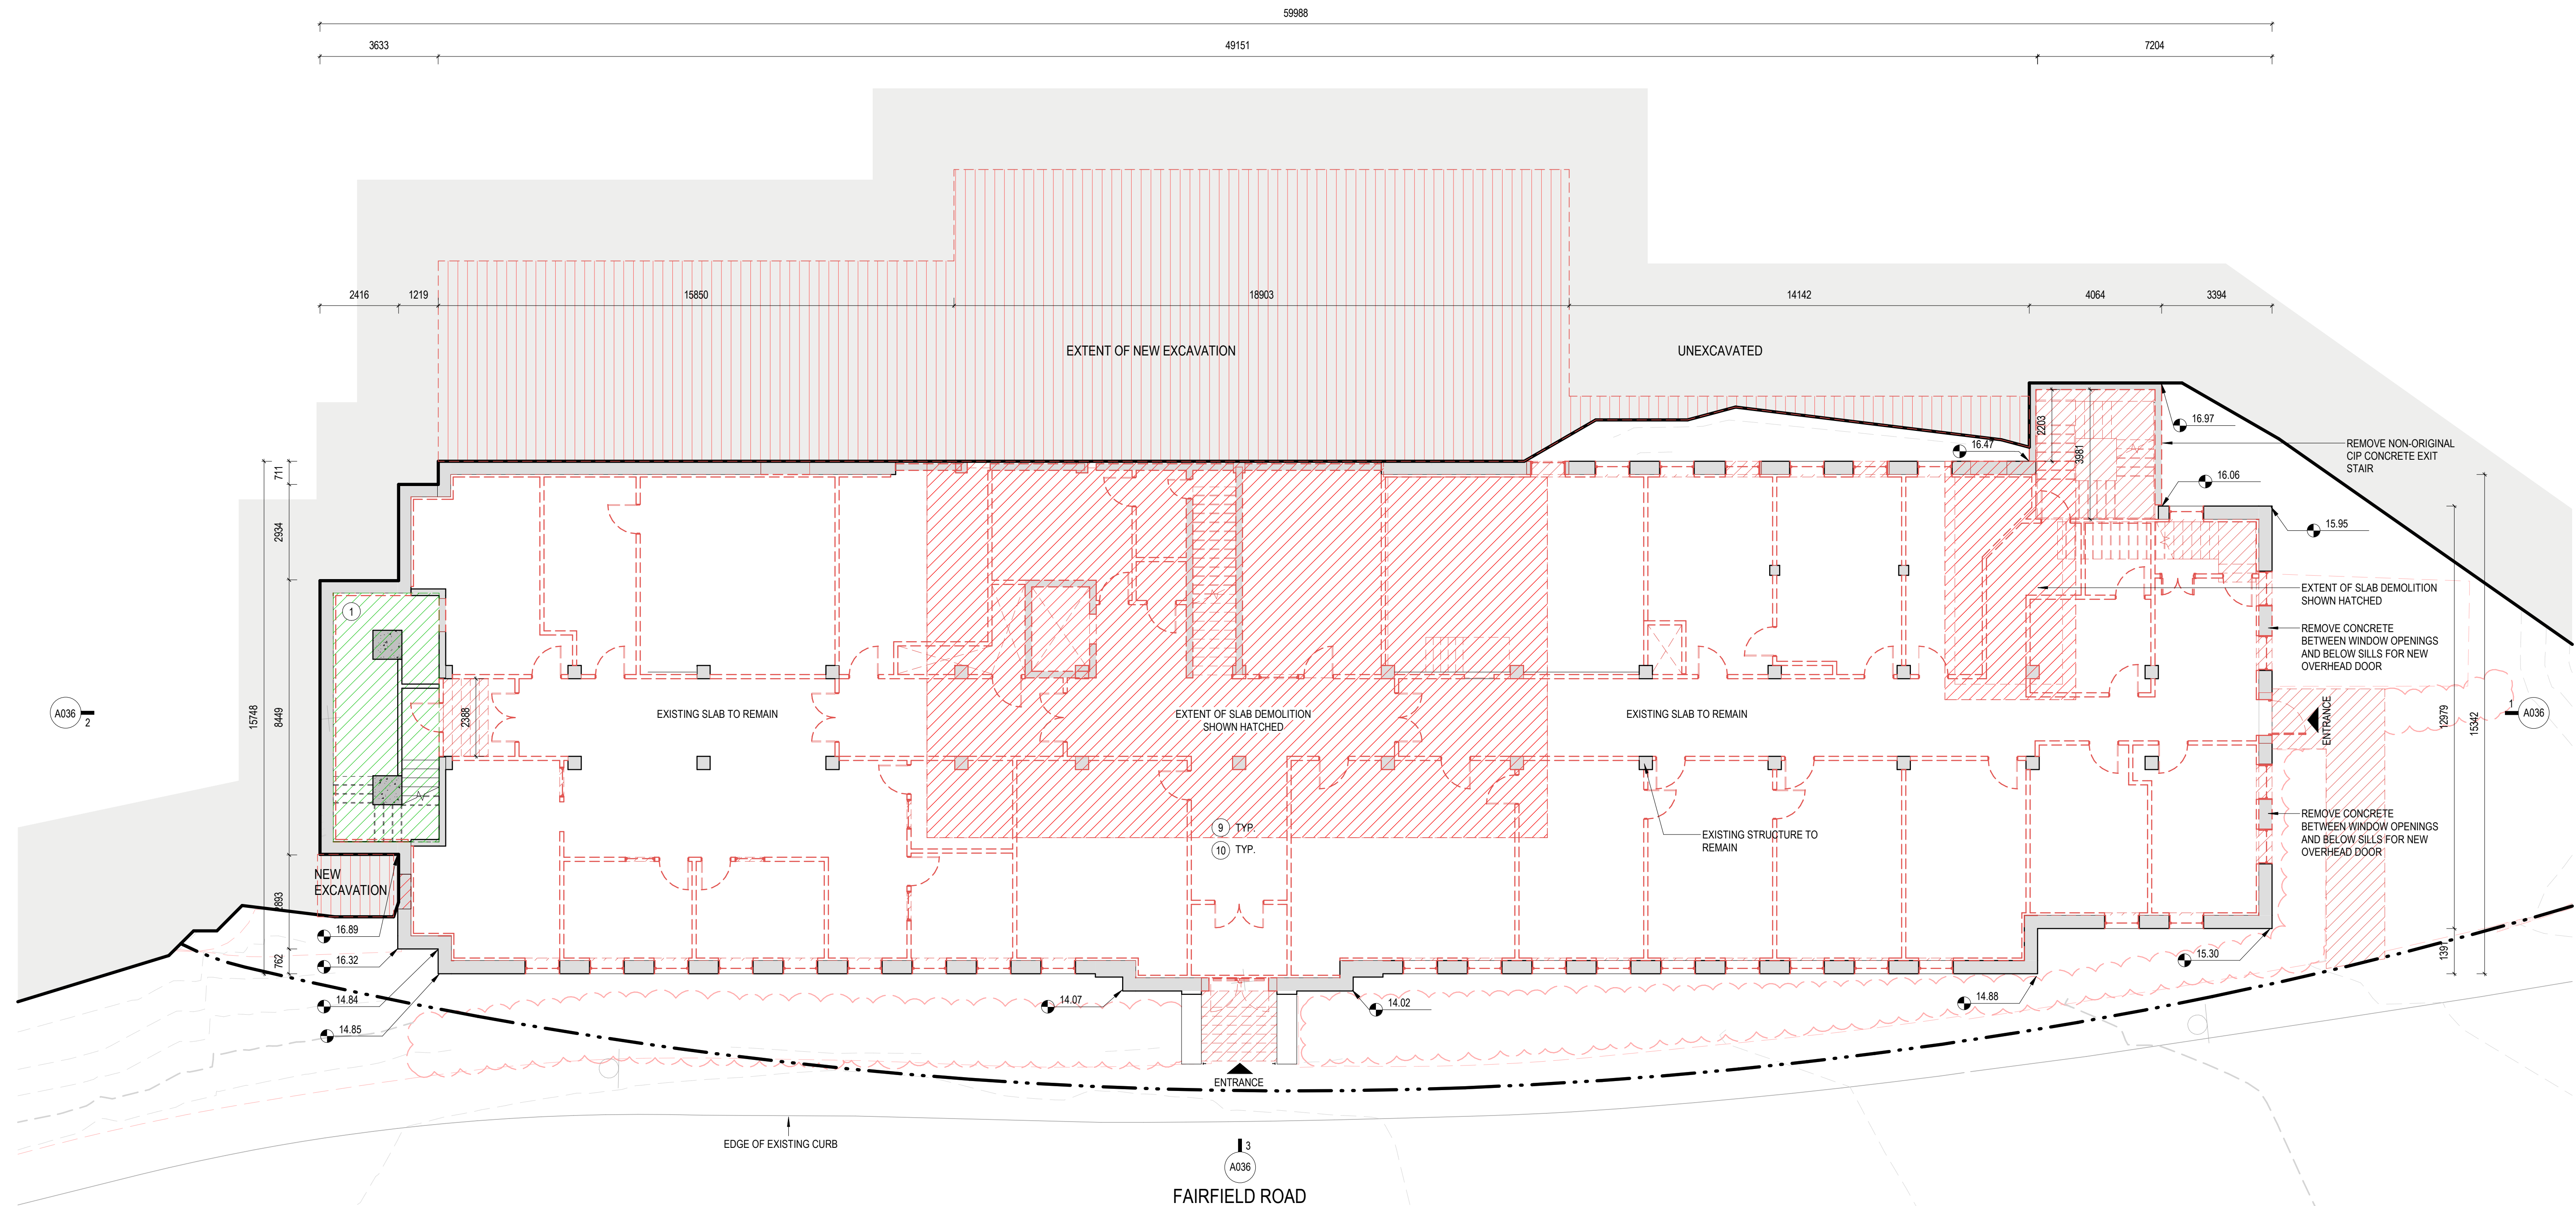 59988
3633
49151
7204
2416
1219
15850
18903
14142
4064
3394
EXTENT OF NEW EXCAVATION
UNEXCAVATED
2203
3981
16.97
16.47
REMOVE NON-ORIGINAL
CIP CONCRETE EXIT
STAIR
16.06
15.95
711
2934
15748
8449
2893
762
1
EXTENT OF SLAB DEMOLITION
SHOWN HATCHED
REMOVE CONCRETE
BETWEEN WINDOW OPENINGS
AND BELOW SILLS FOR NEW
OVERHEAD DOOR
A036
2
2388
EXISTING SLAB TO REMAIN
EXTENT OF SLAB DEMOLITION
SHOWN HATCHED
EXISTING SLAB TO REMAIN
ENTRANCE
12979
15342
1391
1
A036
9 TYP.
10 TYP.
EXISTING STRUCTURE TO
REMAIN
REMOVE CONCRETE
BETWEEN WINDOW OPENINGS
AND BELOW SILLS FOR NEW
OVERHEAD DOOR
NEW
EXCAVATION
16.89
16.32
14.84
14.85
14.07
14.02
14.88
15.30
ENTRANCE
EDGE OF EXISTING CURB
3
A036
FAIRFIELD ROAD